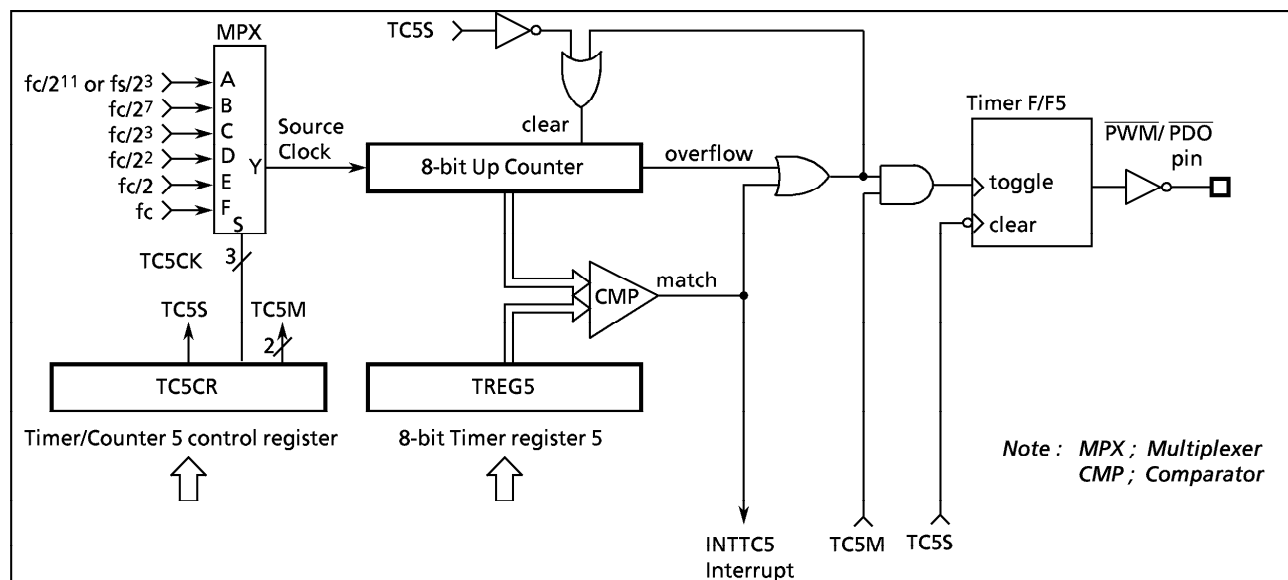 MPX
TC5S
fc/2¹¹ or fs/2³
A
fc/2⁷
B
fc/2³
C
fc/2²
D
fc/2
E
fc
F
Y
S
Source
Clock
clear
8-bit Up Counter
overflow
Timer F/F5
toggle
clear
P̅W̅M̅/ P̅D̅O̅
pin
TC5CK
3
TC5S
TC5M
2
CMP
match
TC5CR
Timer/Counter 5 control register
TREG5
8-bit Timer register 5
Note : MPX ; Multiplexer
CMP ; Comparator
INTTC5
Interrupt
TC5M
TC5S